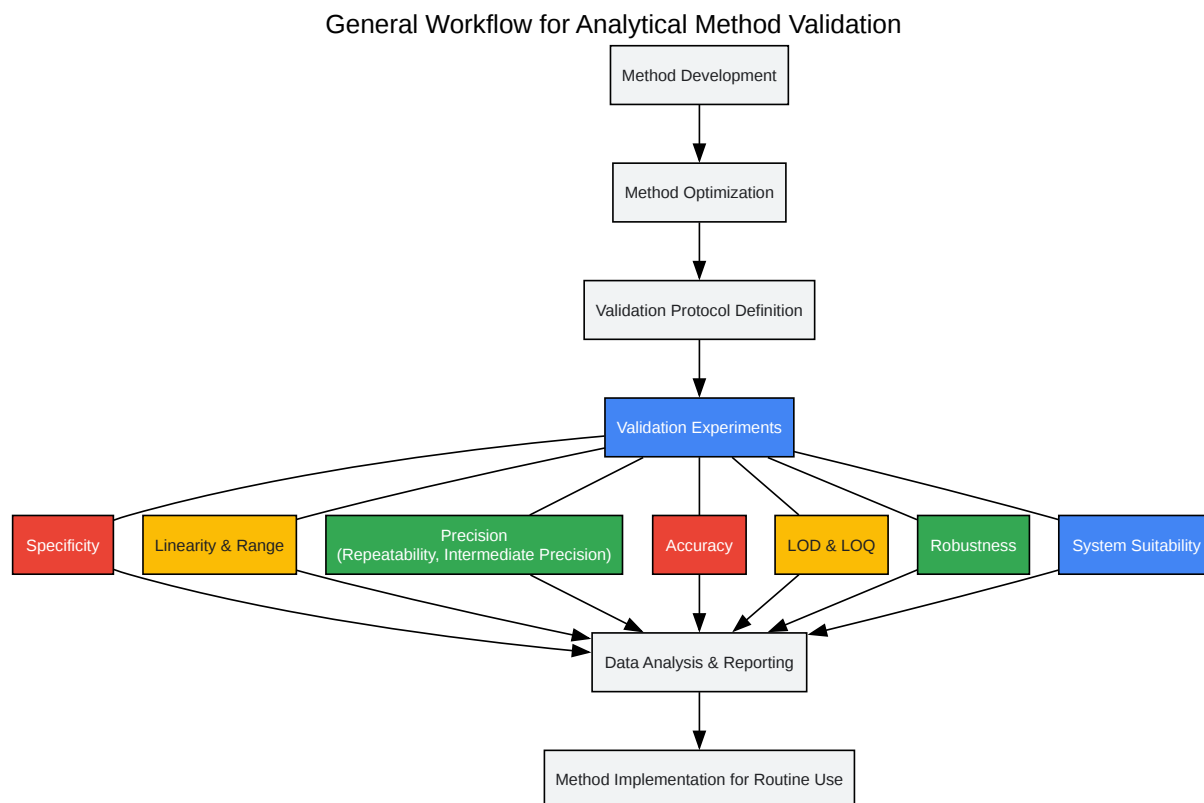 General Workflow for Analytical Method Validation
Method Development
Method Optimization
Validation Protocol Definition
Validation Experiments
Specificity
Linearity & Range
Precision
(Repeatability, Intermediate Precision)
Accuracy
LOD & LOQ
Robustness
System Suitability
Data Analysis & Reporting
Method Implementation for Routine Use